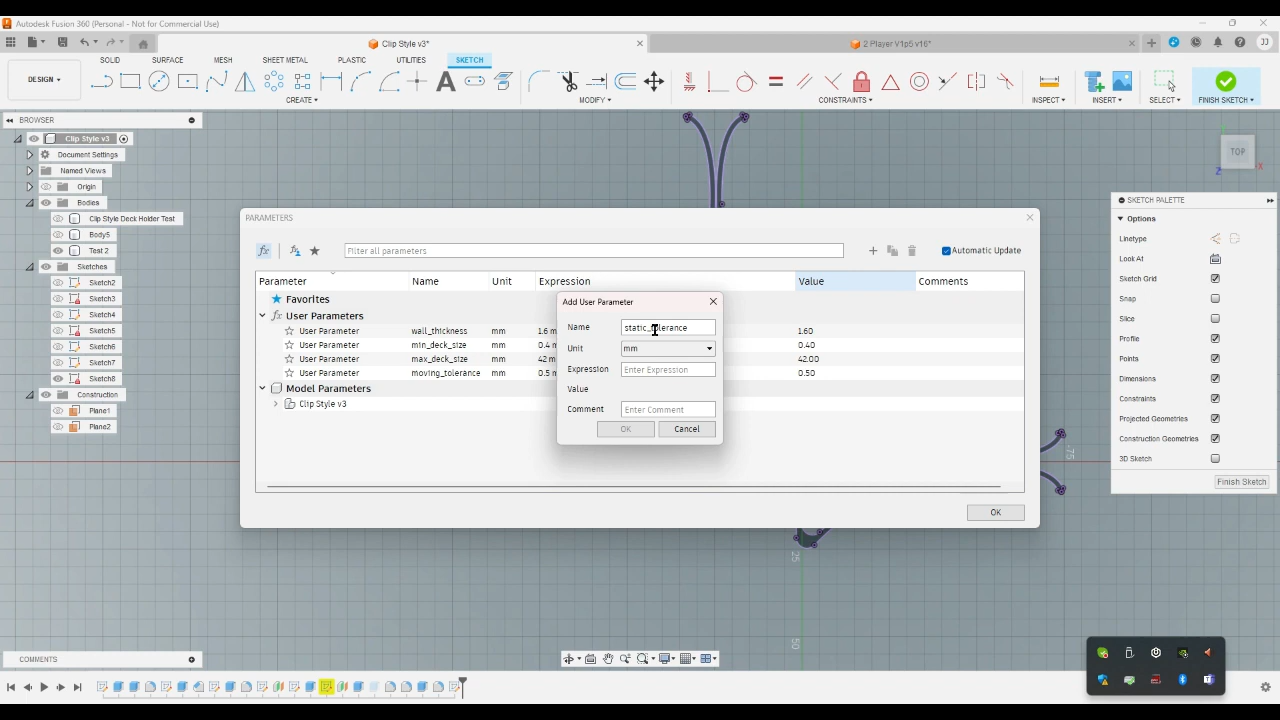 Autodesk Fusion 360 (Personal - Not for Commercial Use)
Clip Style v3*
2 Player V1p5 v16*
JJ
DESIGN
SOLID SURFACE MESH SHEET METAL PLASTIC UTILITIES SKETCH
CREATE MODIFY CONSTRAINTS INSPECT INSERT SELECT FINISH SKETCH
BROWSER
Clip Style v3
Document Settings
Named Views
Origin
Bodies
Clip Style Deck Holder Test
Body5
Test 2
Sketches
Sketch2
Sketch3
Sketch4
Sketch5
Sketch6
Sketch7
Sketch8
Construction
Plane1
Plane2
TOP
X
Z
SKETCH PALETTE
Options
Linetype
Look At
Sketch Grid
Snap
Slice
Profile
Points
Dimensions
Constraints
Projected Geometries
Construction Geometries
3D Sketch
Finish Sketch
PARAMETERS
Filter all parameters
Automatic Update
Parameter Name Unit Expression Value Comments
Favorites
User Parameters
User Parameter wall_thickness mm 1.6 m 1.60
User Parameter min_deck_size mm 0.4 m 0.40
User Parameter max_deck_size mm 42 m 42.00
User Parameter moving_tolerance mm 0.5 m 0.50
Model Parameters
Clip Style v3
Add User Parameter
Name static_tolerance
Unit mm
Expression Enter Expression
Value
Comment Enter Comment
OK Cancel
OK
75
25
50
COMMENTS